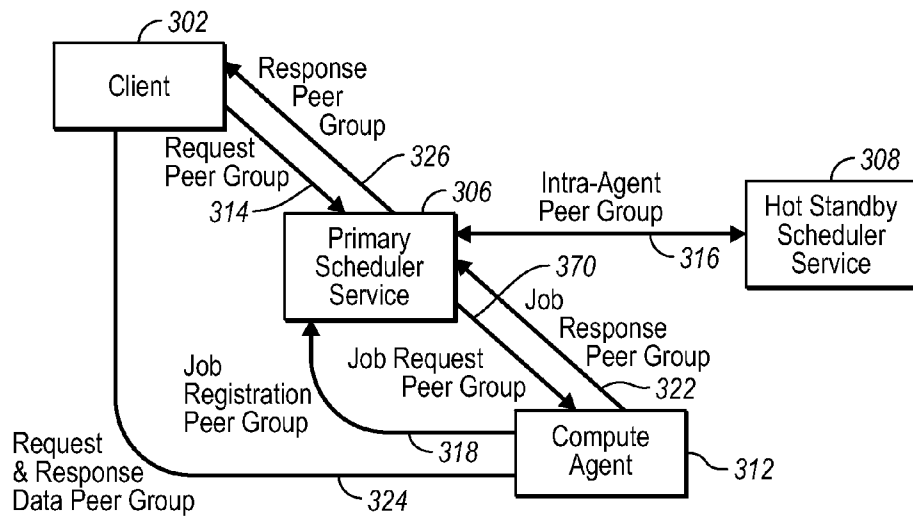 302
Client
Response
Peer
Group
326
Request
Peer Group
314
306
Primary
Scheduler
Service
Intra-Agent
Peer Group
316
308
Hot Standby
Scheduler
Service
370
Job
Response
Peer Group
322
Job Request
Peer Group
Job
Registration
Peer Group
318
Compute
Agent
312
Request
& Response
Data Peer Group
324